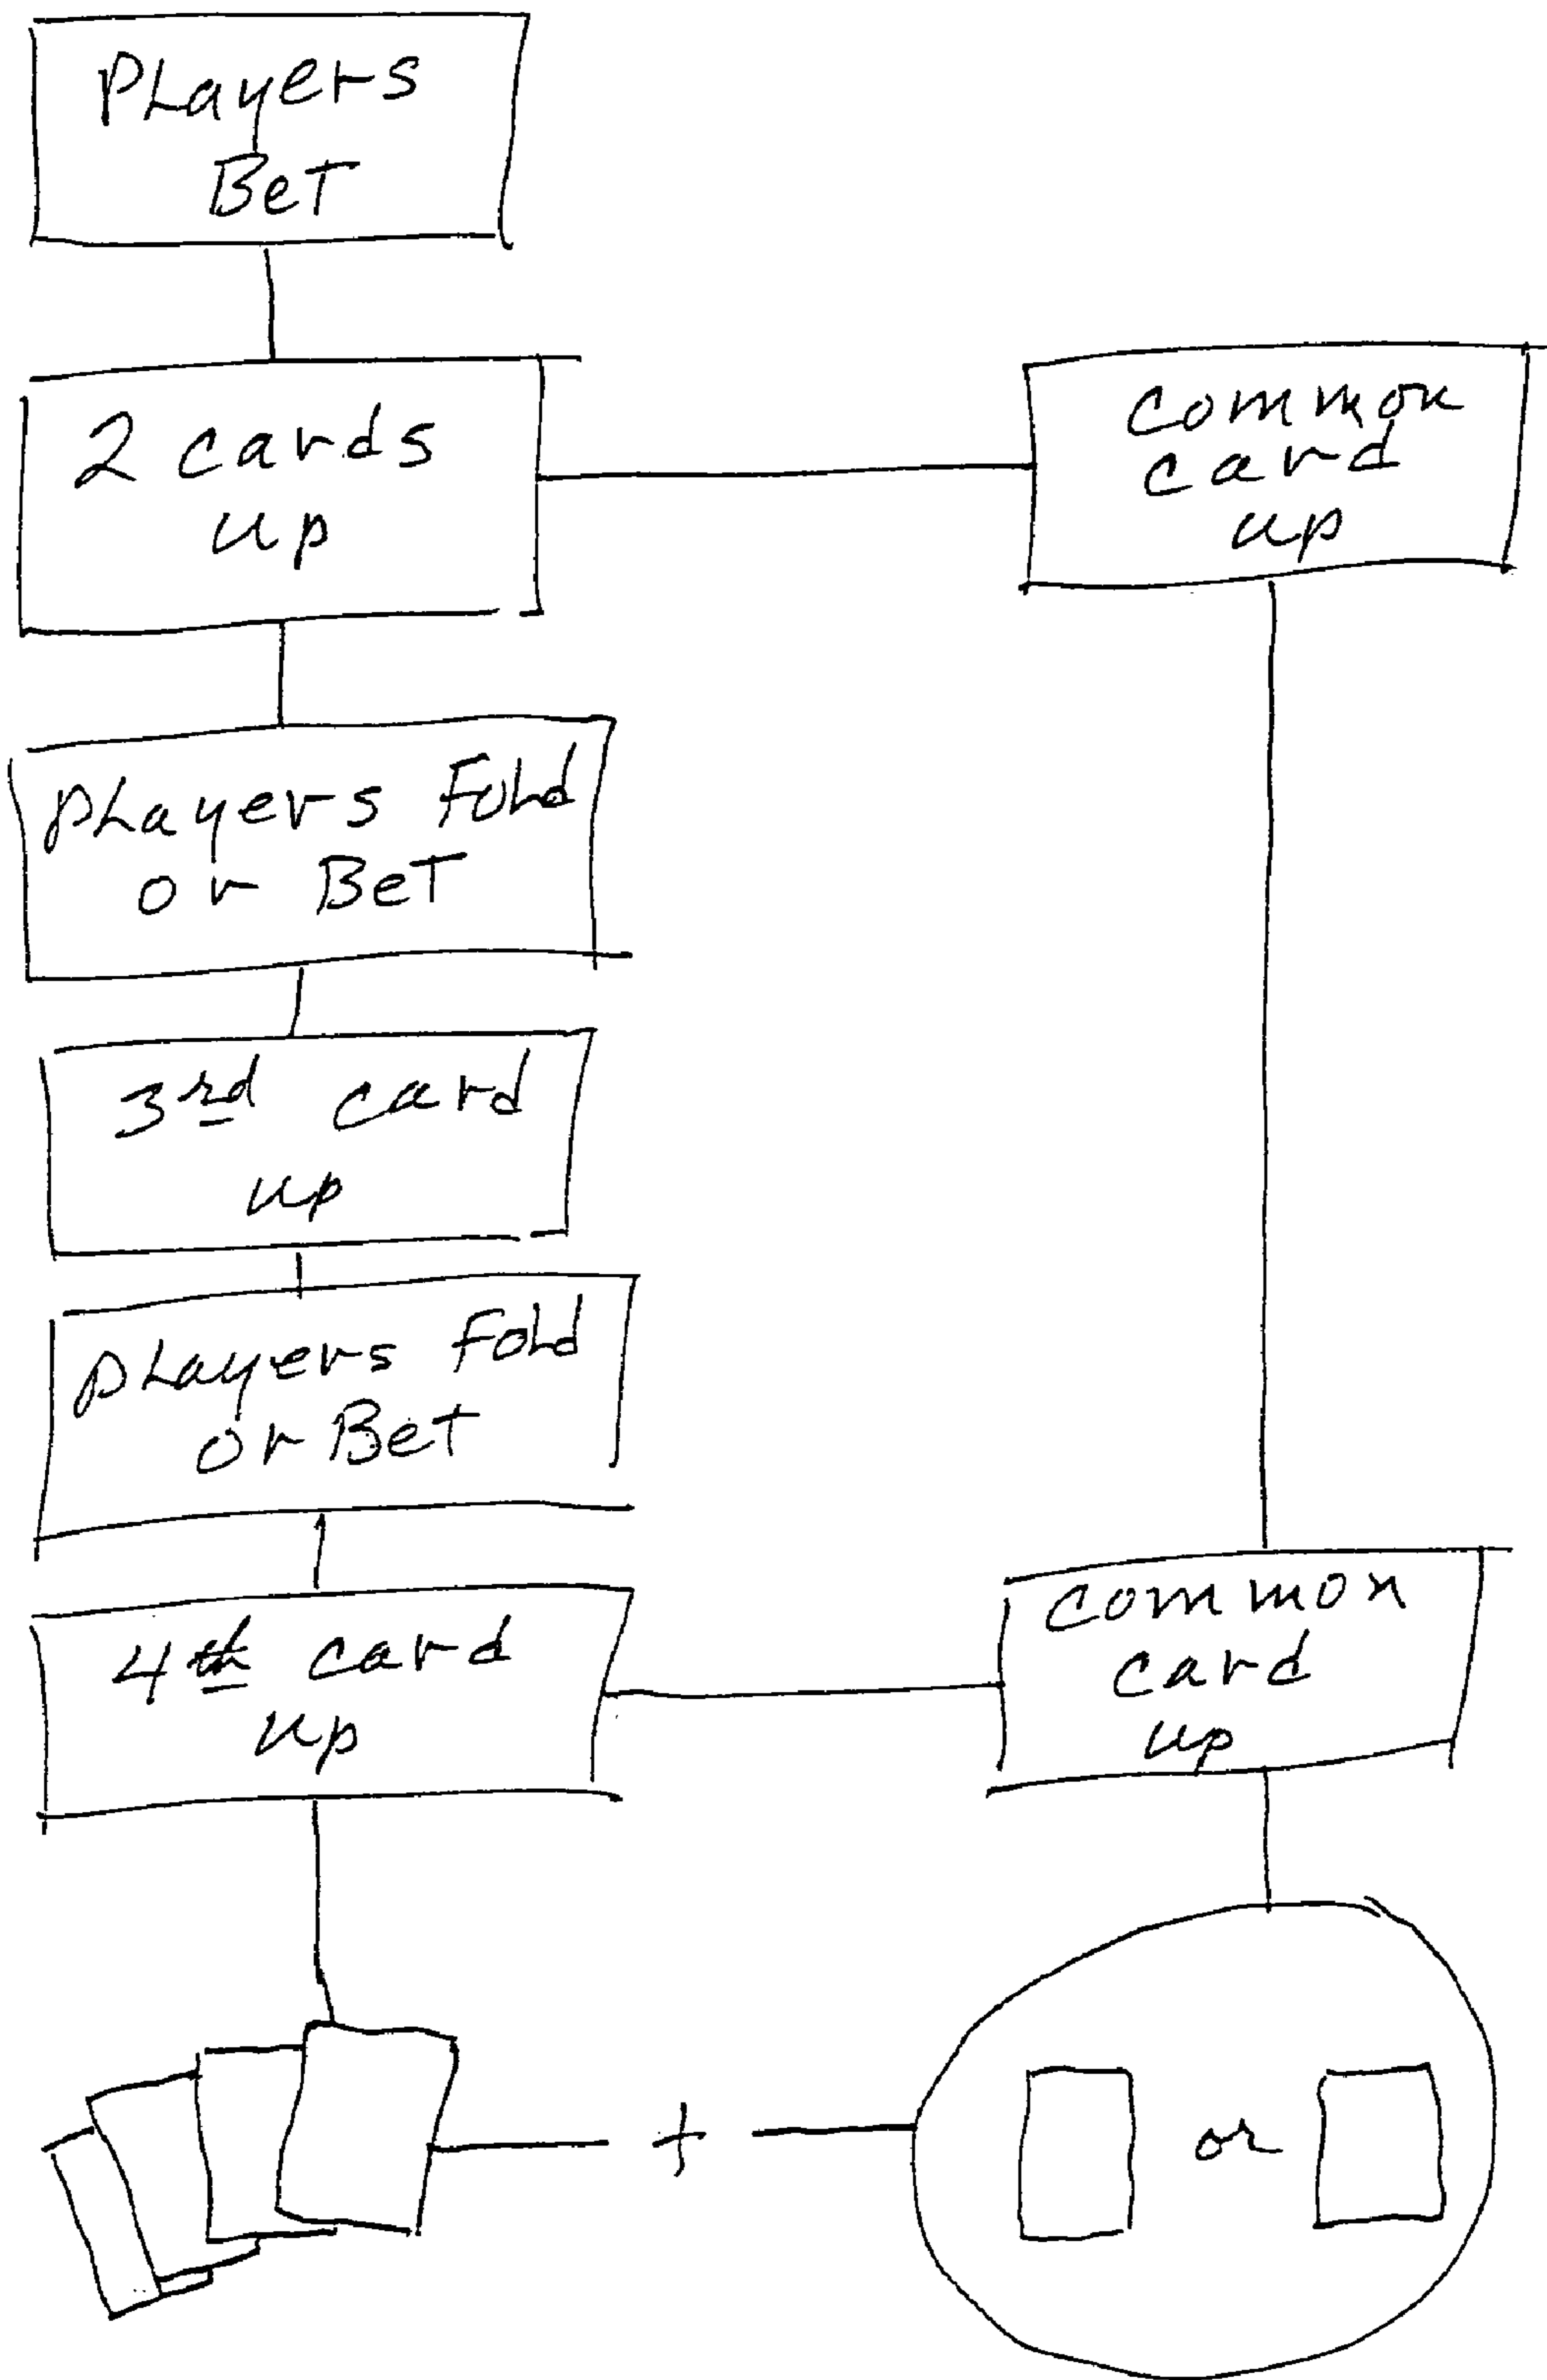 Players
Bet
2 cards
up
common
card
up
players Fold
or Bet
3rd card
up
players Fold
or Bet
4th card
up
common
card
up
+
or